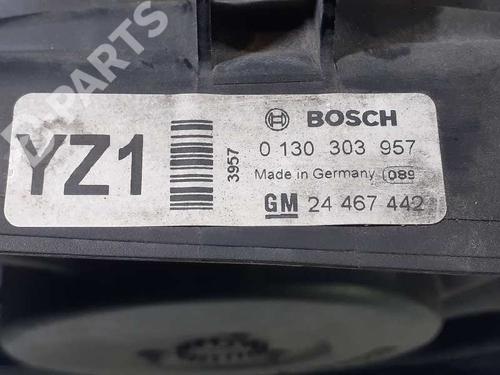 B-PARTS
YZ1
3957
BOSCH
0 130 303 957
Made in Germany 089
GM 24 467 442